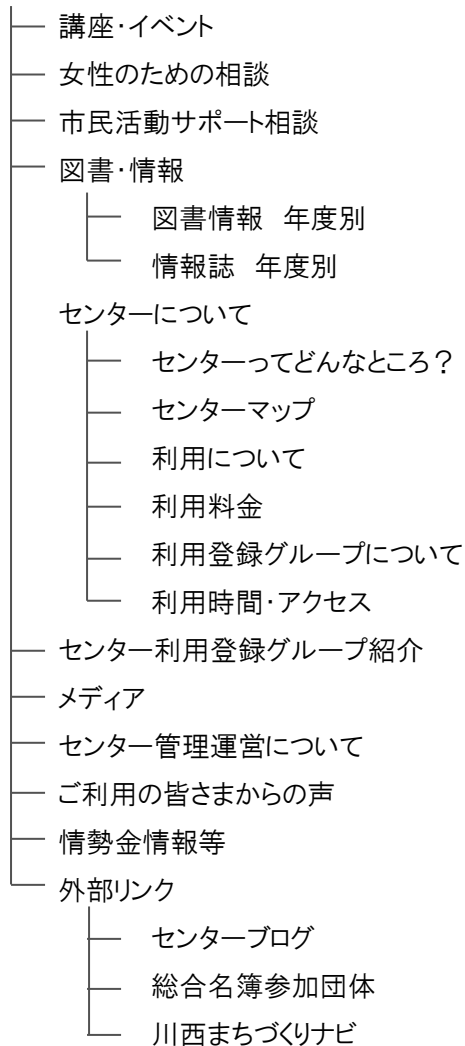 講座・イベント
女性のための相談
市民活動サポート相談
図書・情報
図書情報　年度別
情報誌　年度別
センターについて
センターってどんなところ？
センターマップ
利用について
利用料金
利用登録グループについて
利用時間・アクセス
センター利用登録グループ紹介
メディア
センター管理運営について
ご利用の皆さまからの声
情勢金情報等
外部リンク
センターブログ
総合名簿参加団体
川西まちづくりナビ